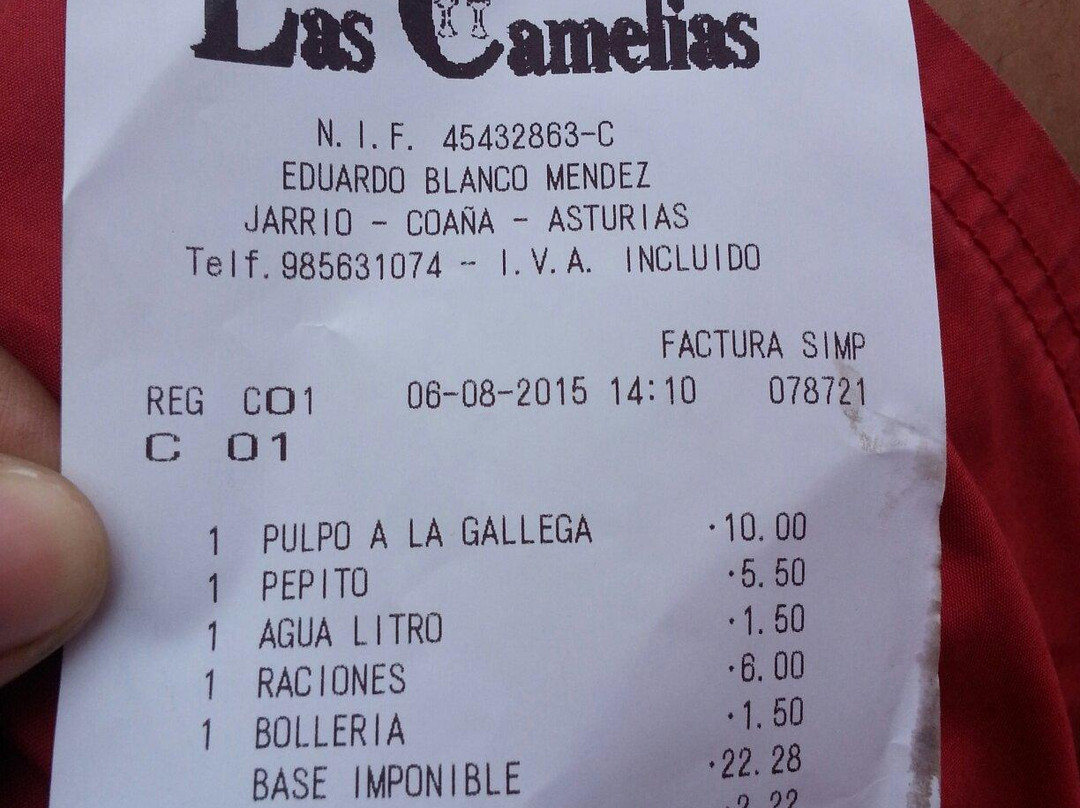 Las Camelias
N.I.F. 45432863-C
EDUARDO BLANCO MENDEZ
JARRIO - COAÑA - ASTURIAS
Telf.985631074 - I.V.A. INCLUIDO
FACTURA SIMP
REG C01 06-08-2015 14:10 078721
C 01
1 PULPO A LA GALLEGA ·10.00
1 PEPITO ·5.50
1 AGUA LITRO ·1.50
1 RACIONES ·6.00
1 BOLLERIA ·1.50
BASE IMPONIBLE ·22.28
·2.22